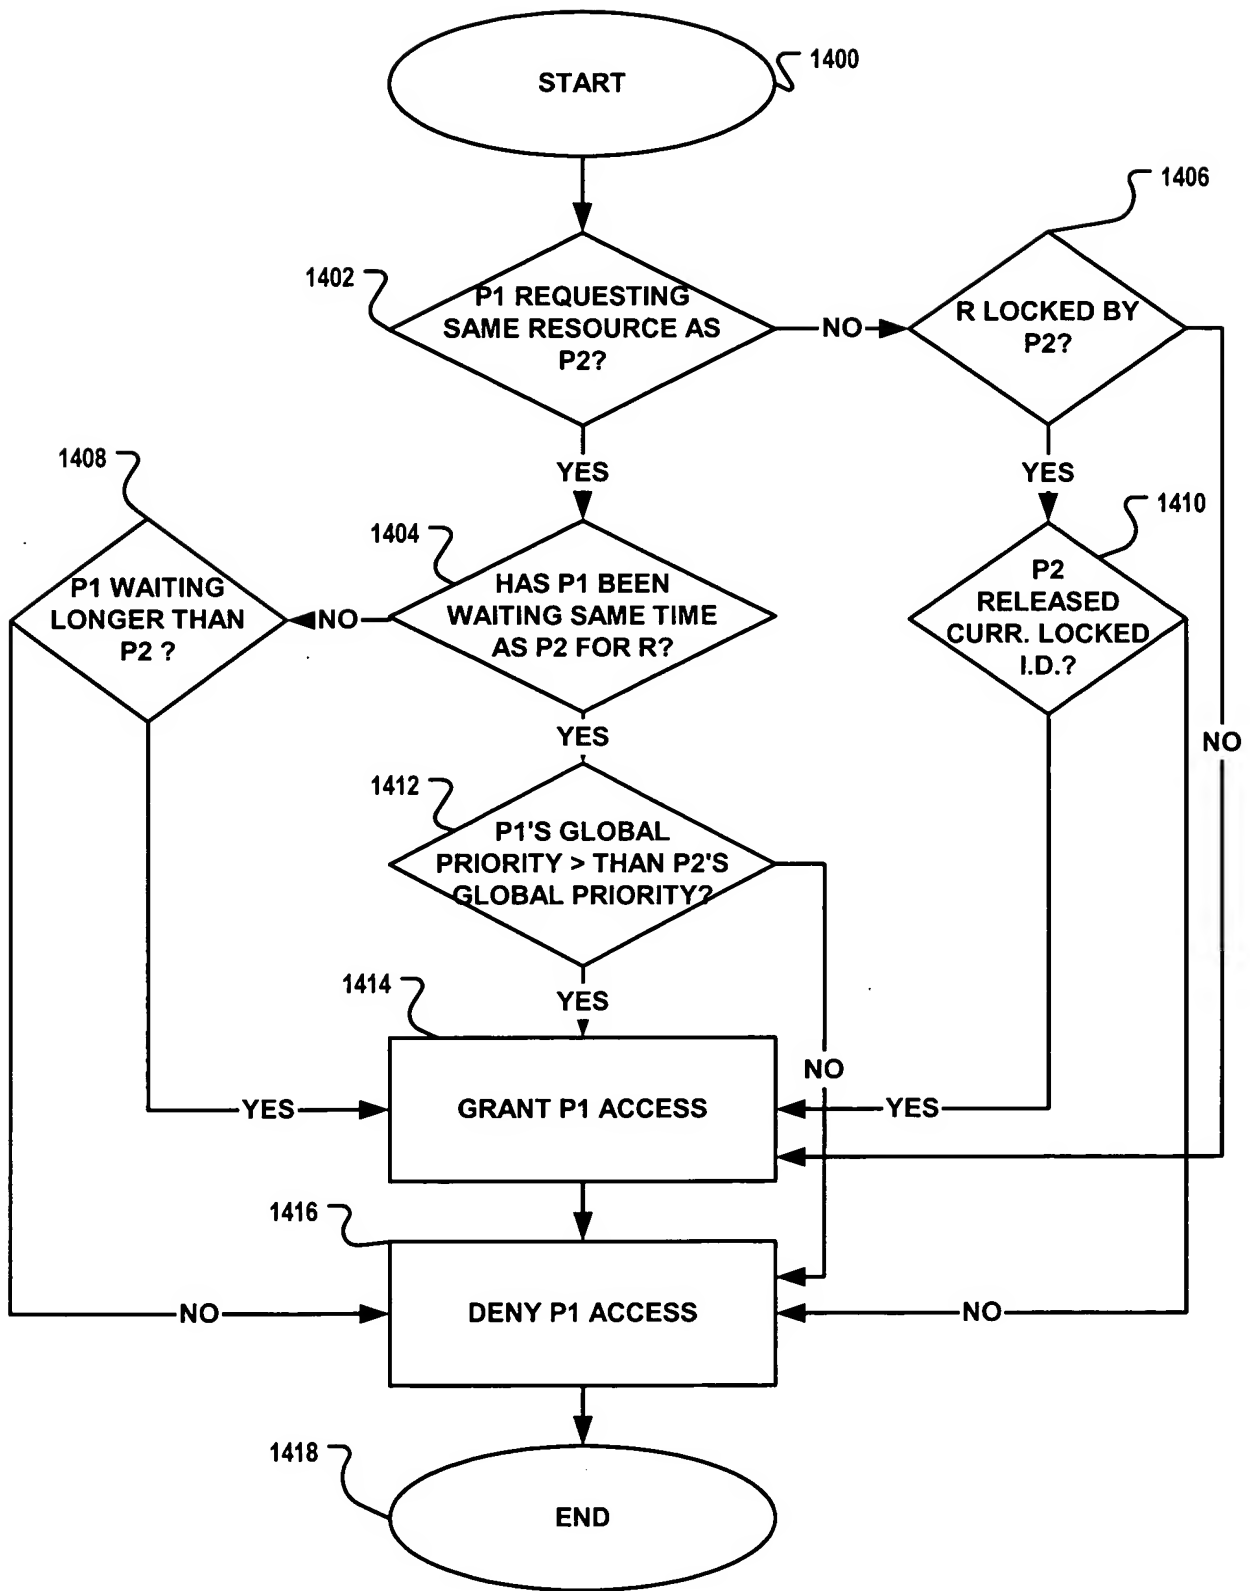 START
1400
1406
1402
P1 REQUESTING
SAME RESOURCE AS
P2?
NO
R LOCKED BY
P2?
YES
YES
1408
1410
1404
P1 WAITING
LONGER THAN
P2 ?
NO
HAS P1 BEEN
WAITING SAME TIME
AS P2 FOR R?
P2
RELEASED
CURR. LOCKED
I.D.?
YES
NO
1412
P1'S GLOBAL
PRIORITY > THAN P2'S
GLOBAL PRIORITY?
1414
YES
NO
YES
GRANT P1 ACCESS
YES
1416
NO
DENY P1 ACCESS
NO
1418
END